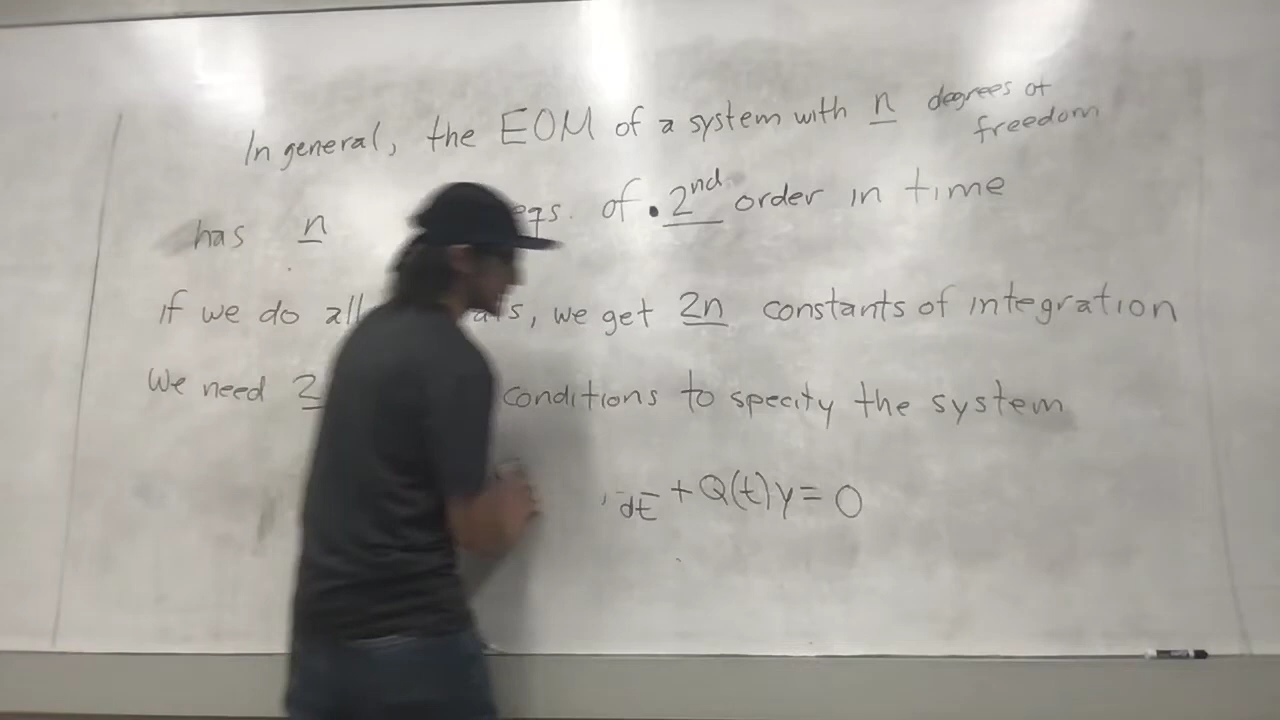 In general, the EOM of a system with n degrees of freedom
has n eqs. of 2nd order in time
if we do all, we get 2n constants of integration
We need 2 conditions to specify the system
dt + Q(t)y = 0